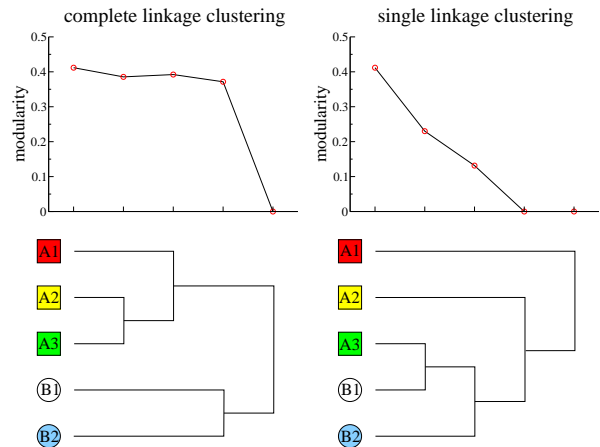 complete linkage clustering
0.5
0.4
0.3
0.2
0.1
0
modularity
A1
A2
A3
B1
B2
single linkage clustering
0.5
0.4
0.3
0.2
0.1
0
modularity
A1
A2
A3
B1
B2